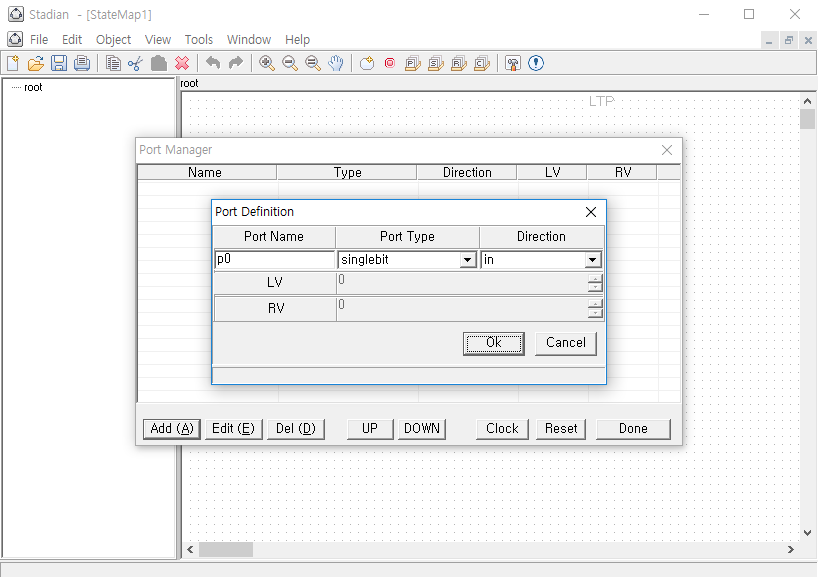 Stadian - [StateMap1]
File Edit Object View Tools Window Help
root
root
LTP
Port Manager
Name Type Direction LV RV
Port Definition
Port Name Port Type Direction
p0 singlebit in
LV 0
RV 0
Ok Cancel
Add (A) Edit (E) Del (D) UP DOWN Clock Reset Done